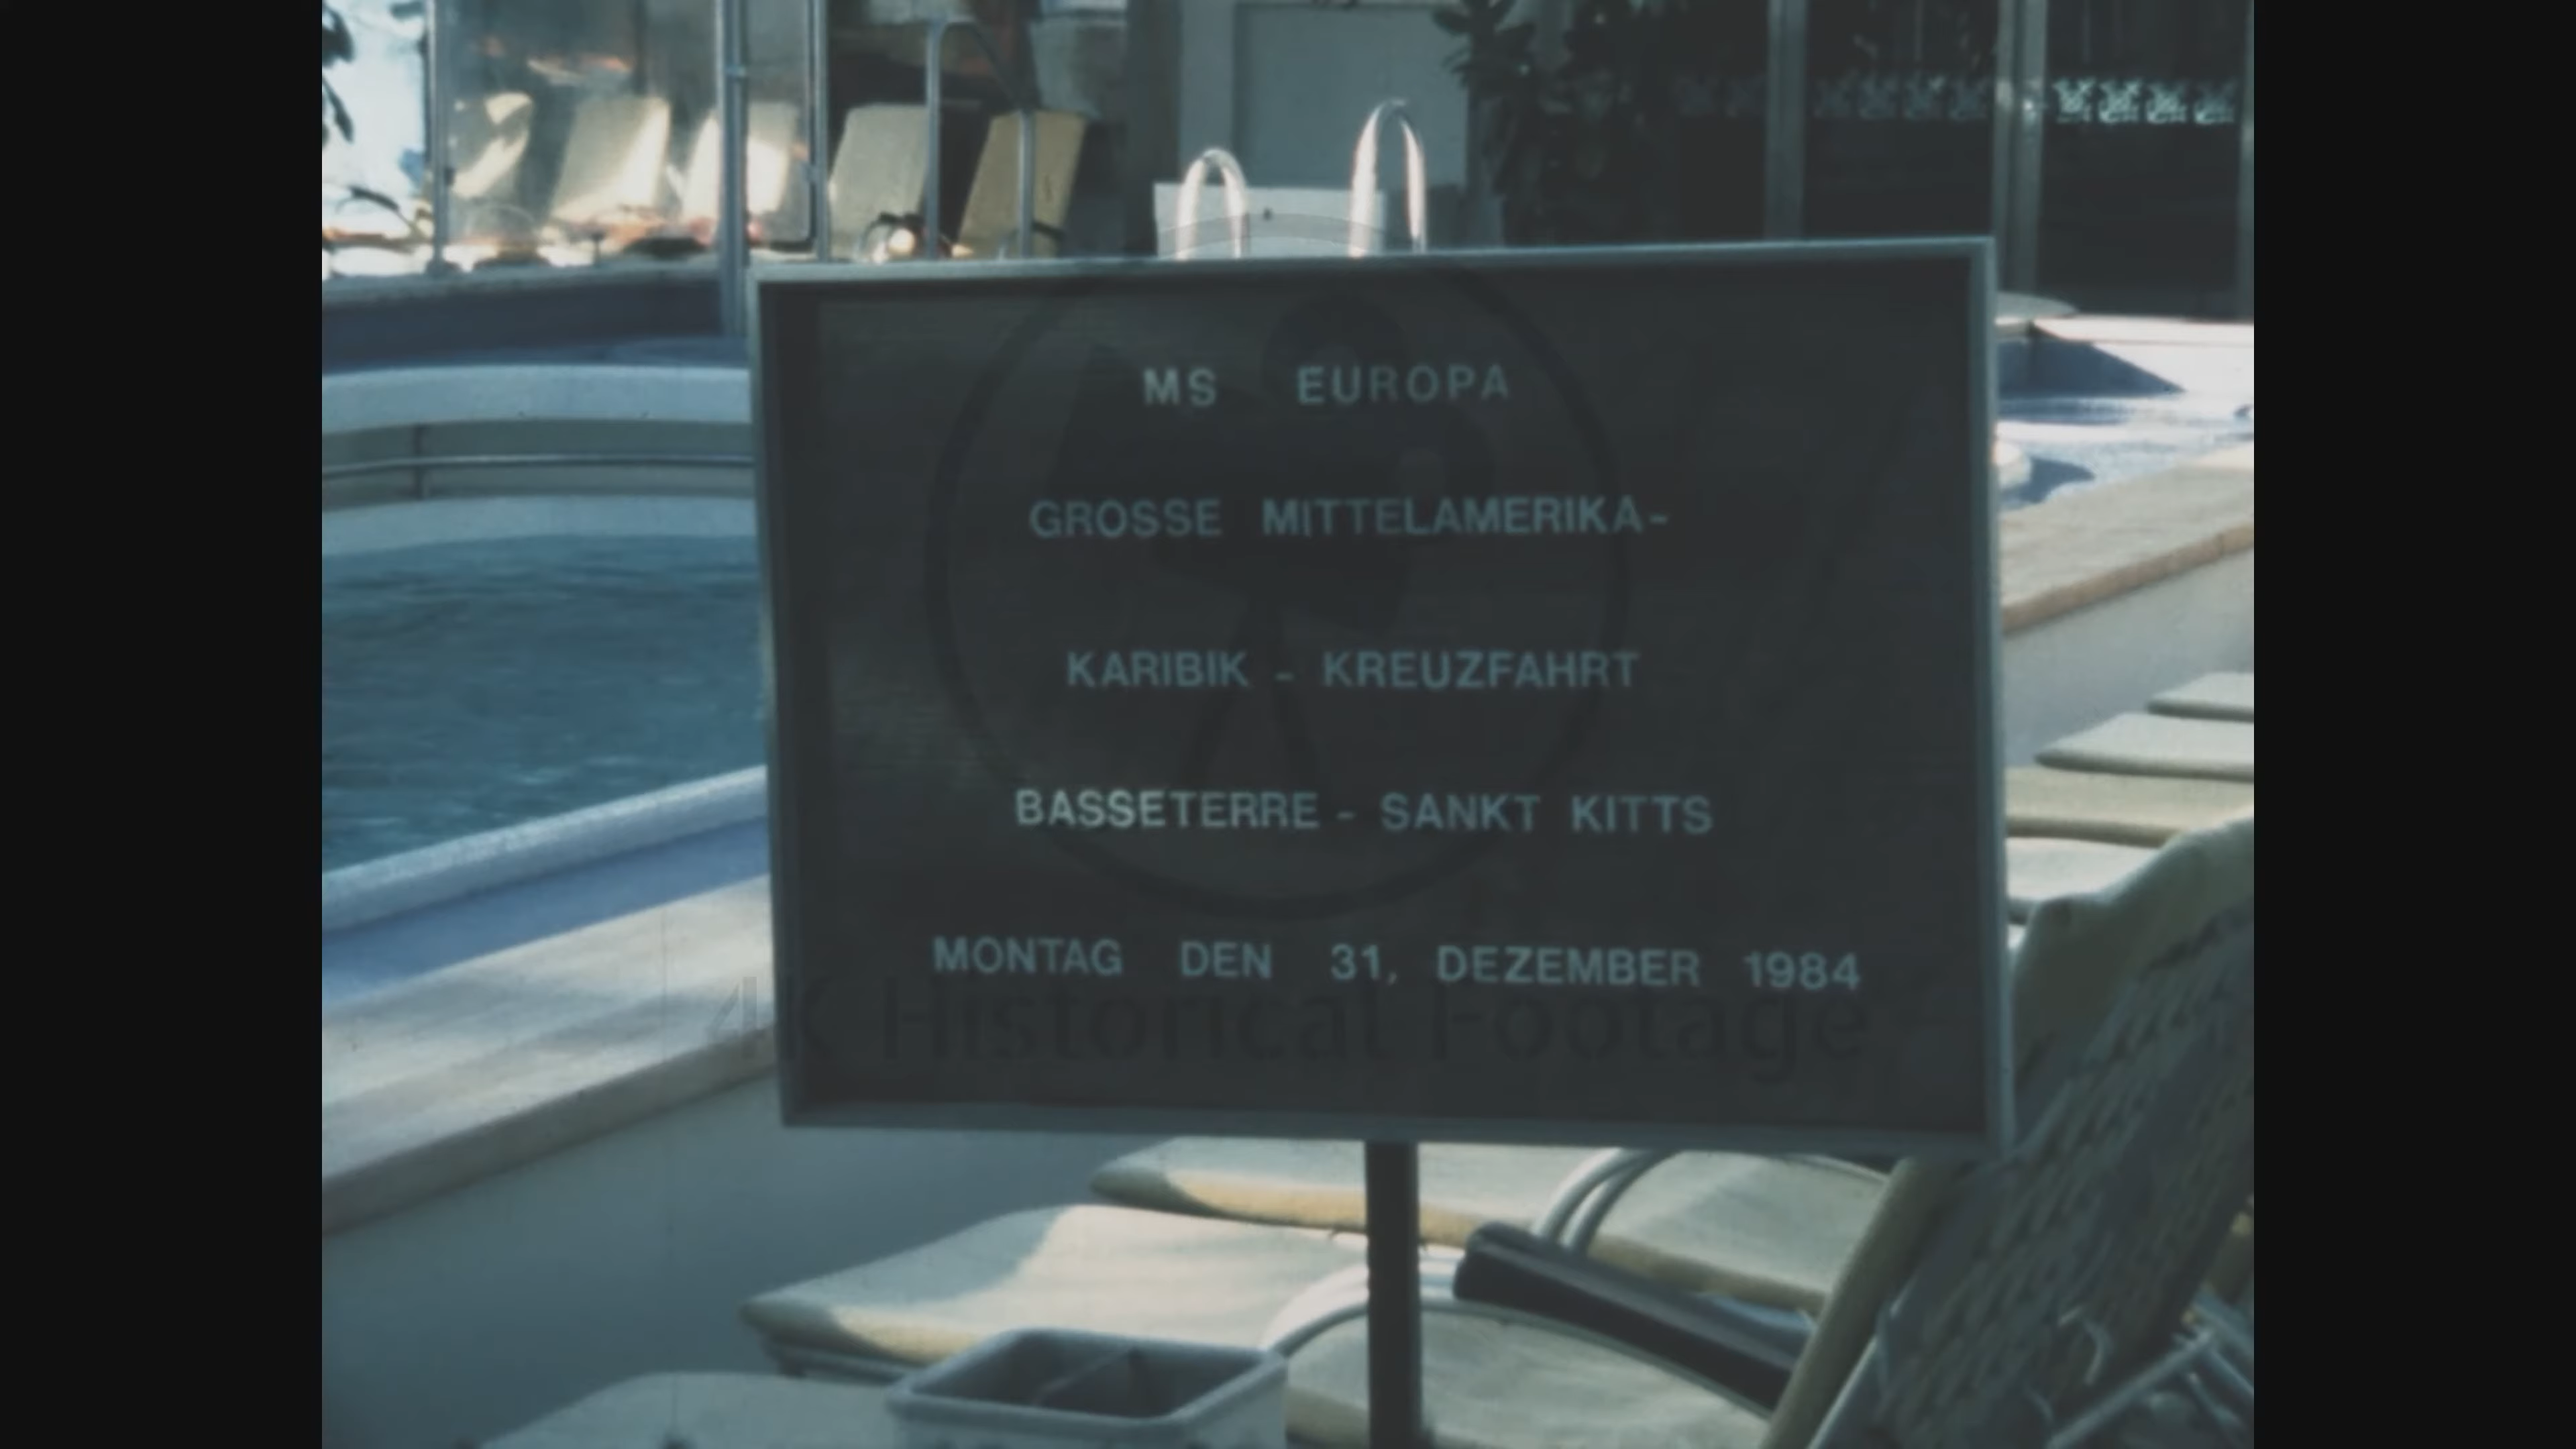 MS EUROPA
GROSSE MITTELAMERIKA-
KARIBIK - KREUZFAHRT
BASSETERRE - SANKT KITTS
MONTAG DEN 31, DEZEMBER 1984
4K Historical Footage